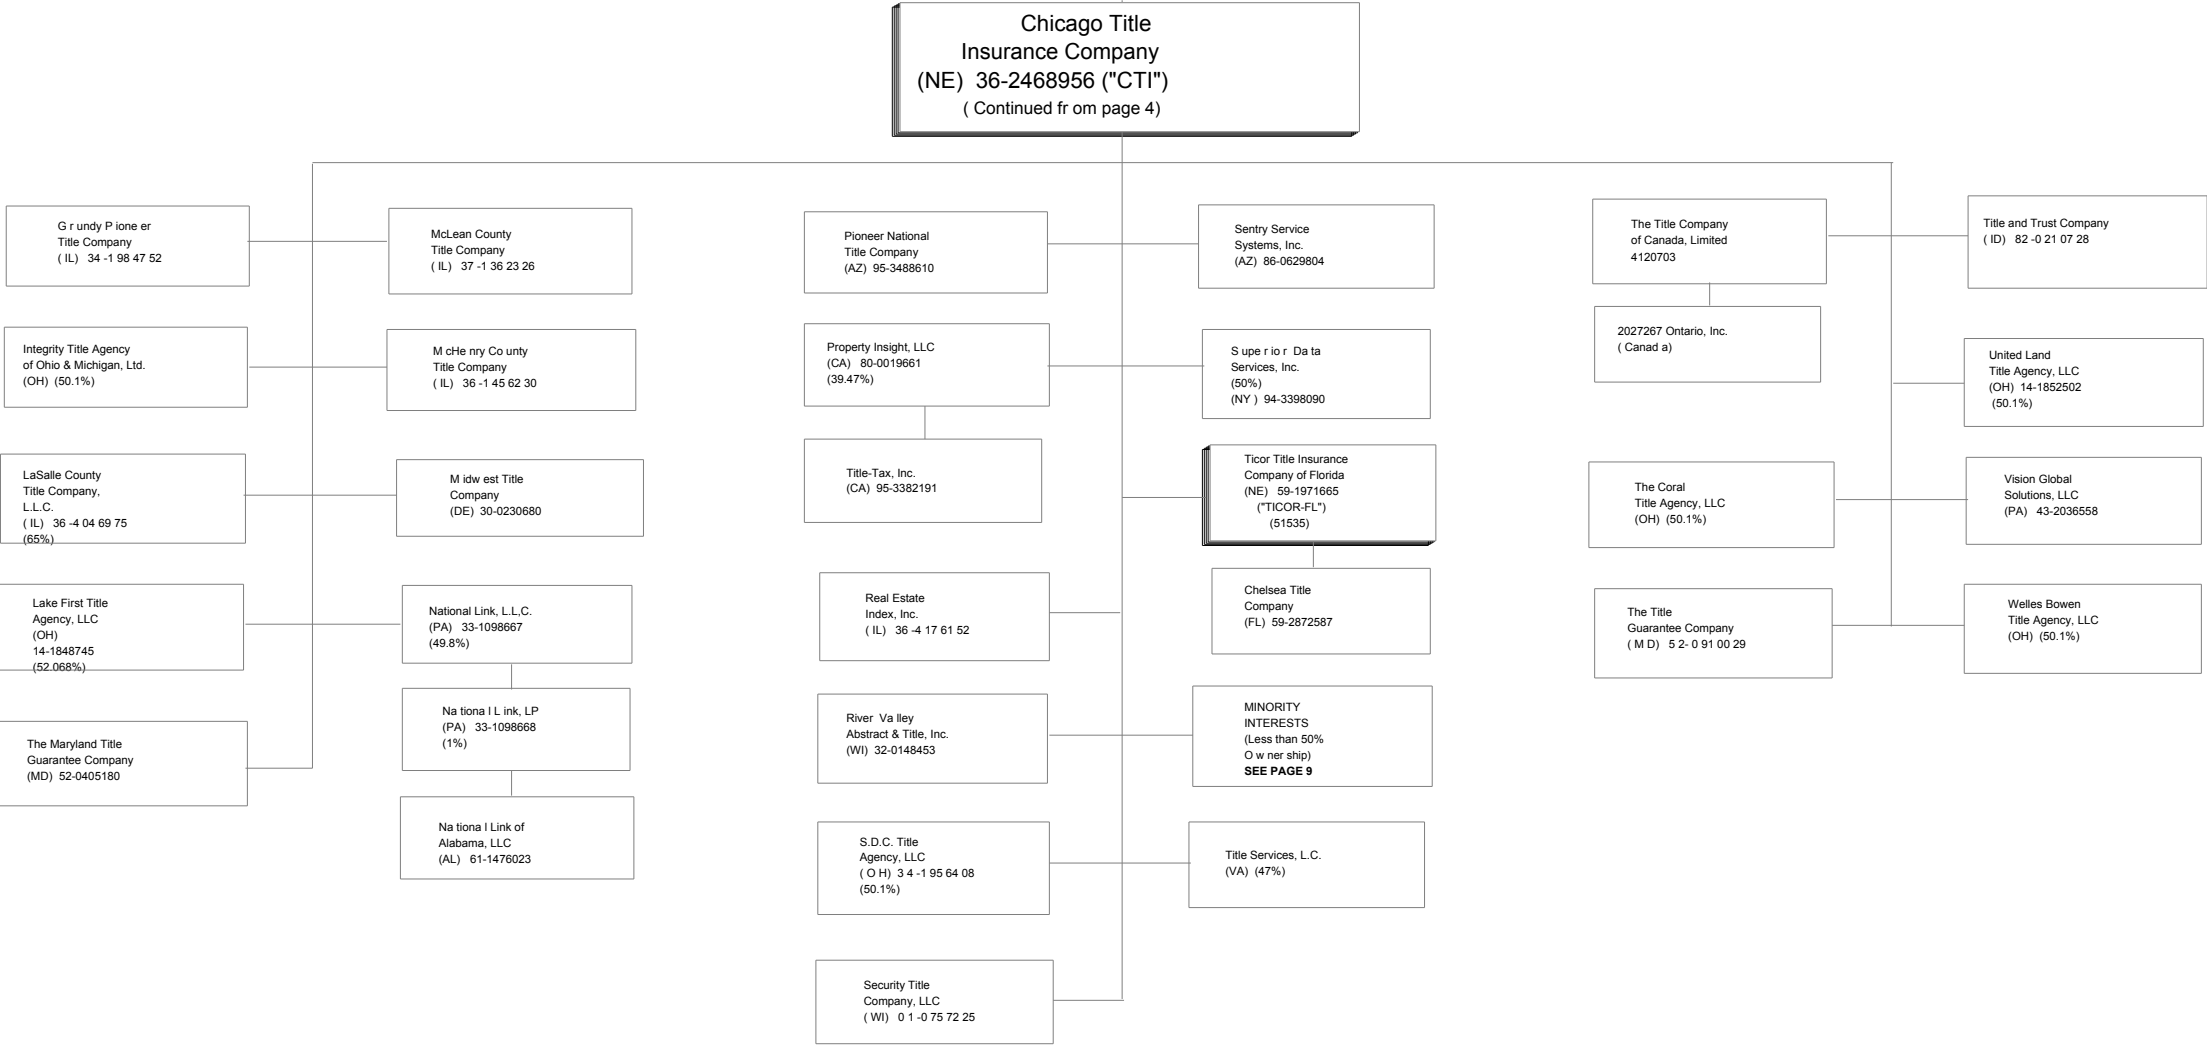 Chicago Title
Insurance Company
(NE) 36-2468956 ("CTI")
( Continued fr om page 4)
G r undy P ione er
Title Company
( IL) 34 -1 98 47 52
McLean County
Title Company
( IL) 37 -1 36 23 26
Integrity Title Agency
of Ohio & Michigan, Ltd.
(OH) (50.1%)
M cHe nry Co unty
Title Company
( IL) 36 -1 45 62 30
LaSalle County
Title Company,
L.L.C.
( IL) 36 -4 04 69 75
(65%)
M idw est Title
Company
(DE) 30-0230680
Lake First Title
Agency, LLC
(OH)
14-1848745
(52.068%)
National Link, L.L,C.
(PA) 33-1098667
(49.8%)
Na tiona l L ink, LP
(PA) 33-1098668
(1%)
The Maryland Title
Guarantee Company
(MD) 52-0405180
Na tiona l Link of
Alabama, LLC
(AL) 61-1476023
Pioneer National
Title Company
(AZ) 95-3488610
Sentry Service
Systems, Inc.
(AZ) 86-0629804
Property Insight, LLC
(CA) 80-0019661
(39.47%)
S upe r io r Da ta
Services, Inc.
(50%)
(NY ) 94-3398090
Title-Tax, Inc.
(CA) 95-3382191
Ticor Title Insurance
Company of Florida
(NE) 59-1971665
("TICOR-FL")
(51535)
Real Estate
Index, Inc.
( IL) 36 -4 17 61 52
Chelsea Title
Company
(FL) 59-2872587
River Va lley
Abstract & Title, Inc.
(WI) 32-0148453
MINORITY
INTERESTS
(Less than 50%
O w ner ship)
SEE PAGE 9
S.D.C. Title
Agency, LLC
( O H) 3 4 -1 95 64 08
(50.1%)
Title Services, L.C.
(VA) (47%)
Security Title
Company, LLC
( WI) 0 1 -0 75 72 25
The Title Company
of Canada, Limited
4120703
Title and Trust Company
( ID) 82 -0 21 07 28
2027267 Ontario, Inc.
( Canad a)
United Land
Title Agency, LLC
(OH) 14-1852502
(50.1%)
The Coral
Title Agency, LLC
(OH) (50.1%)
Vision Global
Solutions, LLC
(PA) 43-2036558
The Title
Guarantee Company
( M D) 5 2- 0 91 00 29
Welles Bowen
Title Agency, LLC
(OH) (50.1%)